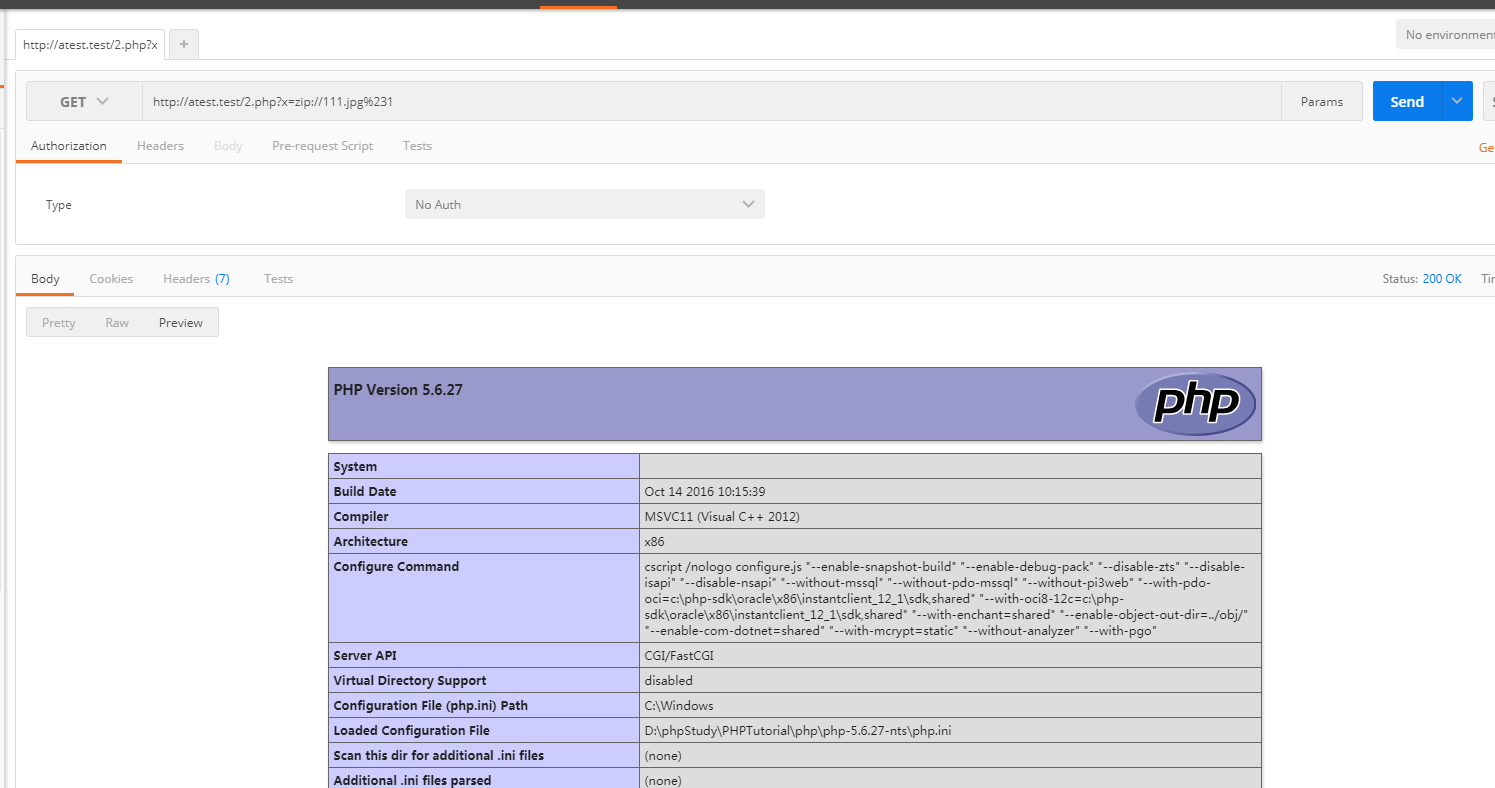 http://atest.test/2.php?x
+
No environment
GET
http://atest.test/2.php?x=zip://111.jpg%231
Params
Send
Authorization
Headers
Body
Pre-request Script
Tests
Type
No Auth
Body
Cookies
Headers (7)
Tests
Status: 200 OK
Pretty
Raw
Preview
PHP Version 5.6.27
php
System
Build Date
Oct 14 2016 10:15:39
Compiler
MSVC11 (Visual C++ 2012)
Architecture
x86
Configure Command
cscript /nologo configure.js "--enable-snapshot-build" "--enable-debug-pack" "--disable-zts" "--disable-
isapi" "--disable-nsapi" "--without-mssql" "--without-pdo-mssql" "--without-pi3web" "--with-pdo-
oci=c:\php-sdk\oracle\x86\instantclient_12_1\sdk,shared" "--with-oci8-12c=c:\php-
sdk\oracle\x86\instantclient_12_1\sdk,shared" "--with-enchant=shared" "--enable-object-out-dir=../obj/"
"--enable-com-dotnet=shared" "--with-mcrypt=static" "--without-analyzer" "--with-pgo"
Server API
CGI/FastCGI
Virtual Directory Support
disabled
Configuration File (php.ini) Path
C:\Windows
Loaded Configuration File
D:\phpStudy\PHPTutorial\php\php-5.6.27-nts\php.ini
Scan this dir for additional .ini files
(none)
Additional .ini files parsed
(none)